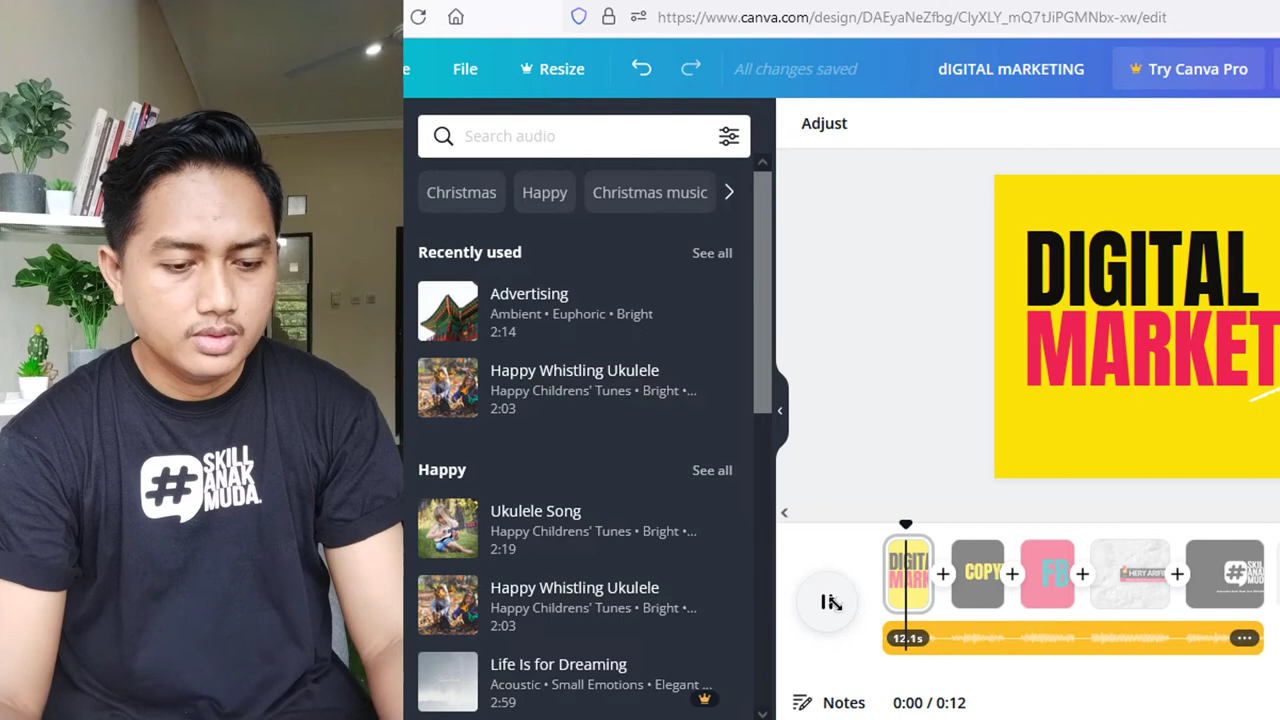 https://www.canva.com/design/DAEyaNeZfbg/CIyXLY_mQ7tJiPGMNbx-xw/edit
File
Resize
All changes saved
dIGITAL mARKETING
Try Canva Pro
Search audio
Adjust
Christmas
Happy
Christmas music
Recently used
See all
Advertising
Ambient • Euphoric • Bright
2:14
Happy Whistling Ukulele
Happy Childrens' Tunes • Bright •...
2:03
Happy
See all
Ukulele Song
Happy Childrens' Tunes • Bright •...
2:19
Happy Whistling Ukulele
Happy Childrens' Tunes • Bright •...
2:03
Life Is for Dreaming
Acoustic • Small Emotions • Elegant ...
2:59
DIGITAL
MARKET
COPY
FB
HERY ARIF
12.1s
Notes
0:00 / 0:12
#SKILL
ANAK
MUDA.